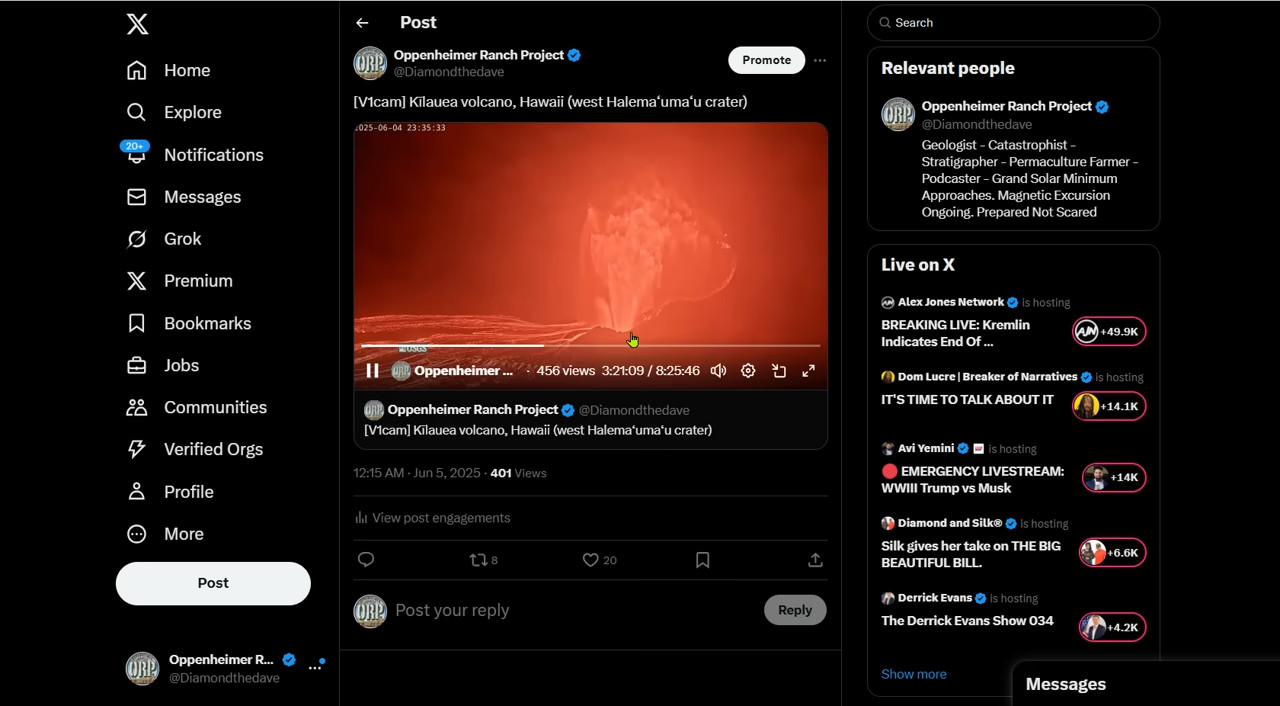 Home
Explore
20+
Notifications
Messages
Grok
Premium
Bookmarks
Jobs
Communities
Verified Orgs
Profile
More
Post
Oppenheimer R...
@Diamondthedave
Post
ORP
Oppenheimer Ranch Project
@Diamondthedave
Promote
[V1cam] Kīlauea volcano, Hawaii (west Halemaʻumaʻu crater)
025-06-04 23:35:33
USGS
Oppenheimer ... · 456 views 3:21:09 / 8:25:46
Oppenheimer Ranch Project @Diamondthedave
[V1cam] Kīlauea volcano, Hawaii (west Halemaʻumaʻu crater)
12:15 AM · Jun 5, 2025 · 401 Views
View post engagements
8
20
ORP
Post your reply
Reply
Search
Relevant people
ORP
Oppenheimer Ranch Project
@Diamondthedave
Geologist - Catastrophist -
Stratigrapher - Permaculture Farmer -
Podcaster - Grand Solar Minimum
Approaches. Magnetic Excursion
Ongoing. Prepared Not Scared
Live on X
Alex Jones Network is hosting
BREAKING LIVE: Kremlin
Indicates End Of ...
AJN +49.9K
Dom Lucre | Breaker of Narratives is hosting
IT'S TIME TO TALK ABOUT IT
+14.1K
Avi Yemini is hosting
EMERGENCY LIVESTREAM:
WWIII Trump vs Musk
+14K
Diamond and Silk® is hosting
Silk gives her take on THE BIG
BEAUTIFUL BILL.
+6.6K
Derrick Evans is hosting
The Derrick Evans Show 034
+4.2K
Show more
Messages